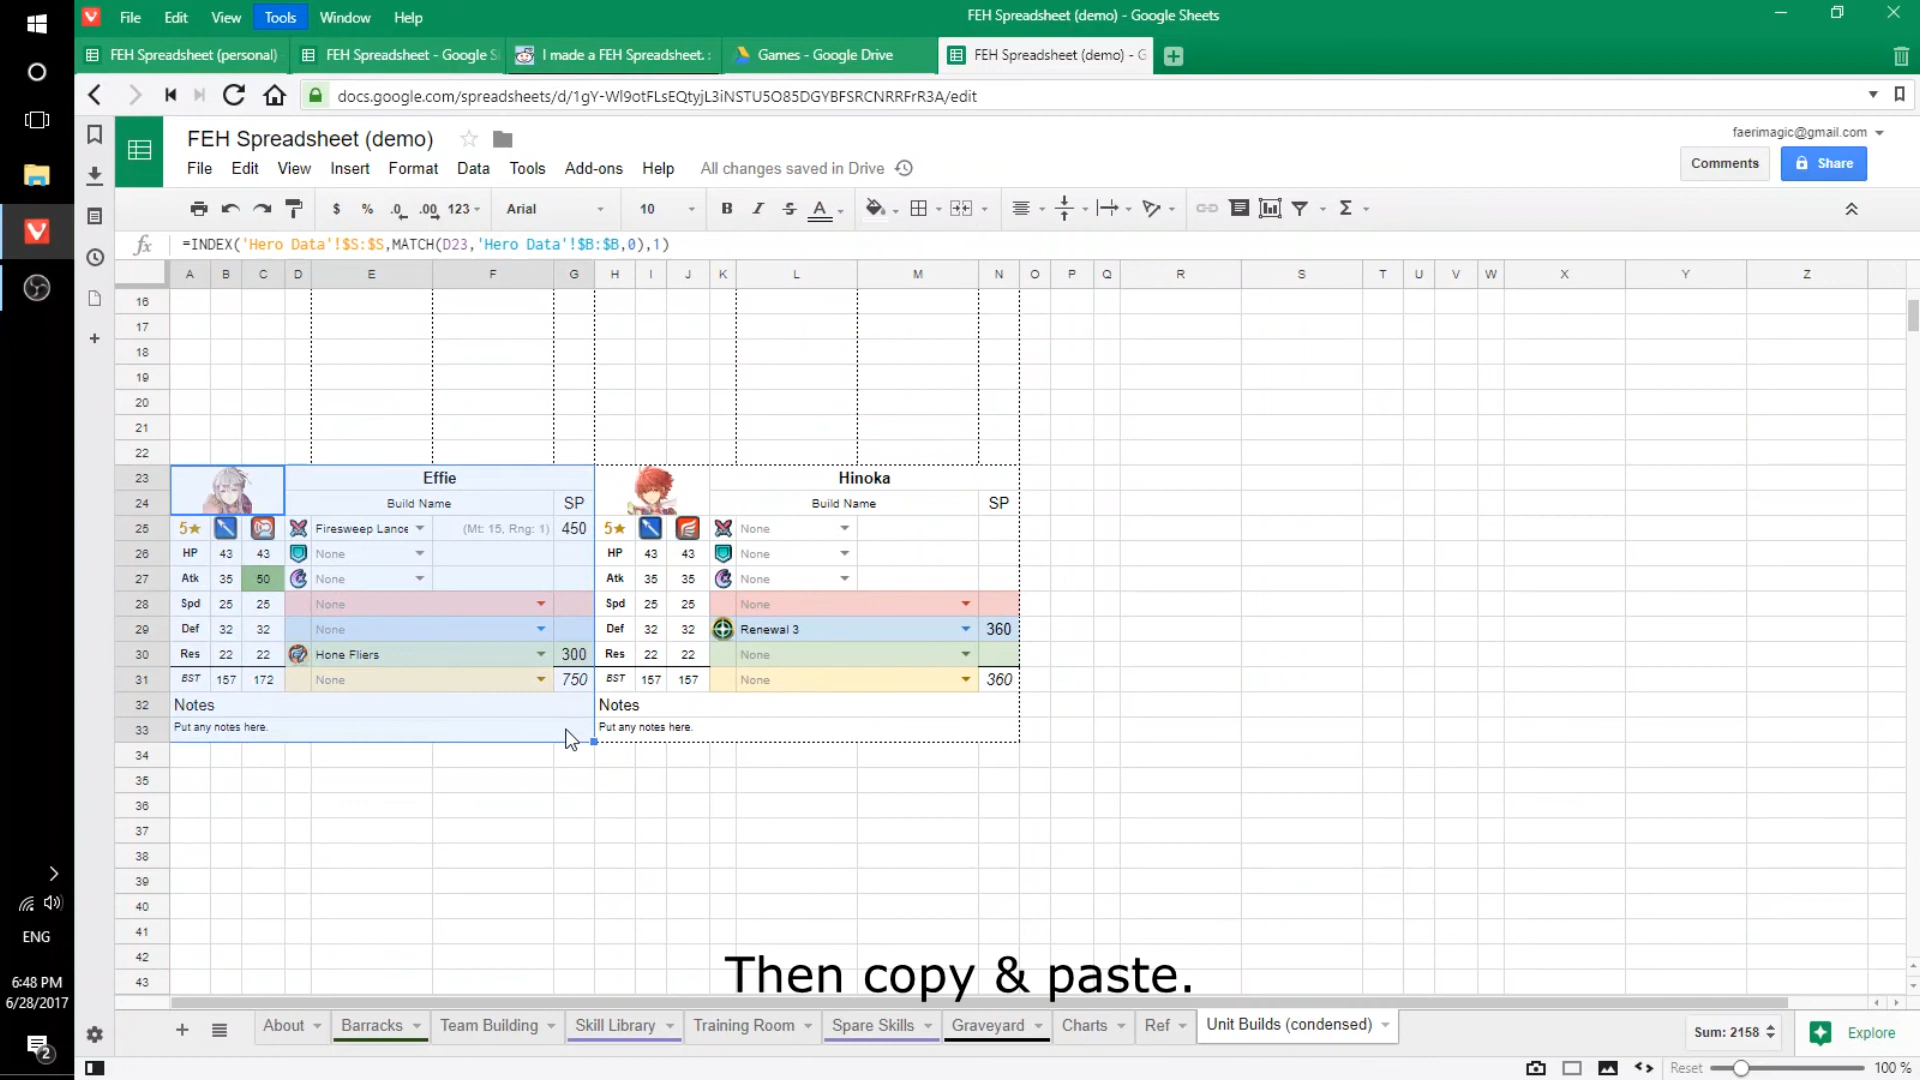 File Edit View Tools Window Help
FEH Spreadsheet (demo) - Google Sheets
FEH Spreadsheet (personal) FEH Spreadsheet - Google S I made a FEH Spreadsheet. : Games - Google Drive FEH Spreadsheet (demo) - G
docs.google.com/spreadsheets/d/1gY-Wl9otFLsEQtyjL3iNSTU5O85DGYBFSRCNRRFrR3A/edit
FEH Spreadsheet (demo)
faerimagic@gmail.com
File Edit View Insert Format Data Tools Add-ons Help All changes saved in Drive
Comments Share
$ % .0 .00 123 Arial 10 B I S A Σ
fx =INDEX('Hero Data'!$S:$S,MATCH(D23,'Hero Data'!$B:$B,0),1)
A B C D E F G H I J K L M N O P Q R S T U V W X Y Z
16
17
18
19
20
21
22
23 Effie Hinoka
24 Build Name SP Build Name SP
25 5★ Firesweep Lance (Mt: 15, Rng: 1) 450 5★ None
26 HP 43 43 None HP 43 43 None
27 Atk 35 50 None Atk 35 35 None
28 Spd 25 25 None Spd 25 25 None
29 Def 32 32 None Def 32 32 Renewal 3 360
30 Res 22 22 Hone Fliers 300 Res 22 22 None
31 BST 157 172 None 750 BST 157 157 None 360
32 Notes Notes
33 Put any notes here. Put any notes here.
34
35
36
37
38
39
40
41
42
43
Then copy & paste.
About Barracks Team Building Skill Library Training Room Spare Skills Graveyard Charts Ref Unit Builds (condensed)
Sum: 2158 Explore
Reset 100 %
ENG
6:48 PM
6/28/2017
2